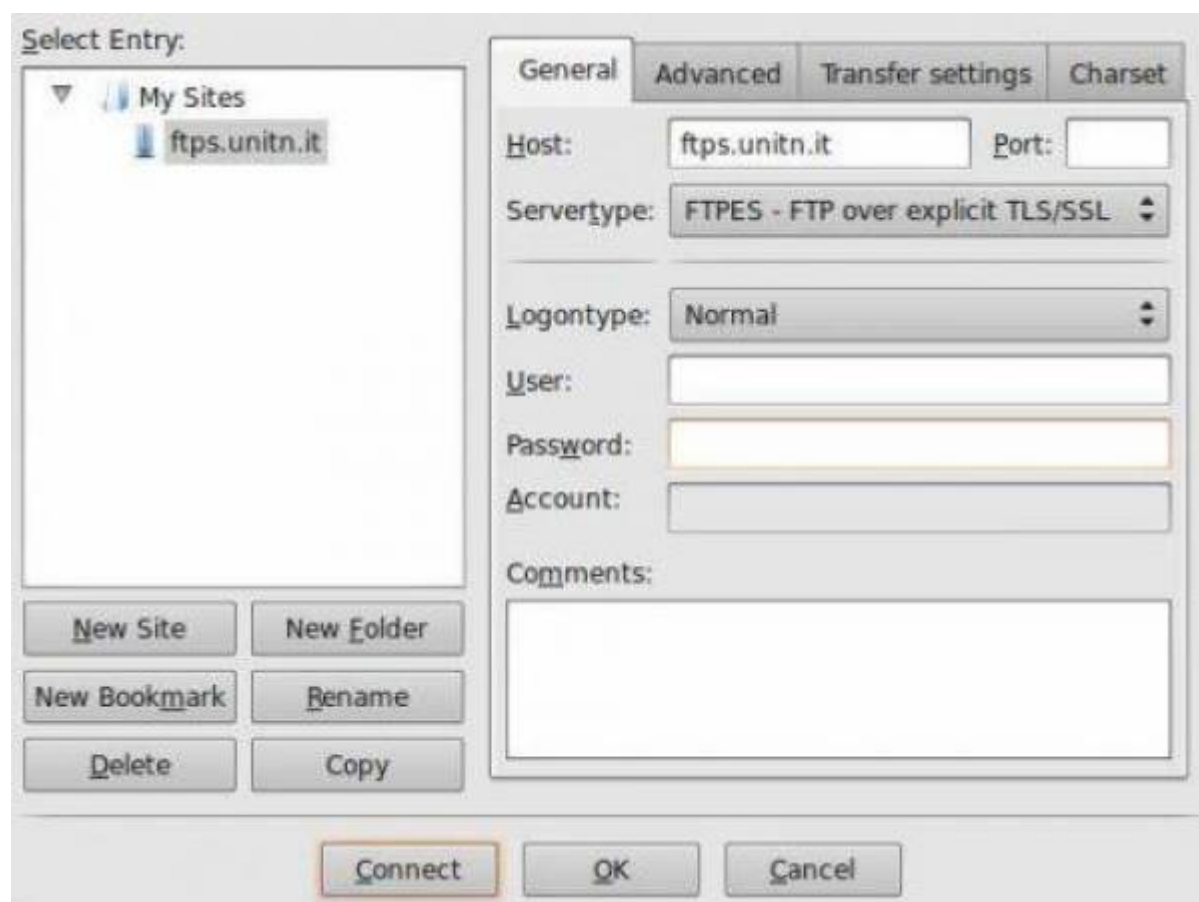 Select Entry:
My Sites
ftps.unitn.it
New Site
New Folder
New Bookmark
Rename
Delete
Copy
General
Advanced
Transfer settings
Charset
Host:
ftps.unitn.it
Port:
Servertype:
FTPES - FTP over explicit TLS/SSL
Logontype:
Normal
User:
Password:
Account:
Comments:
Connect
OK
Cancel